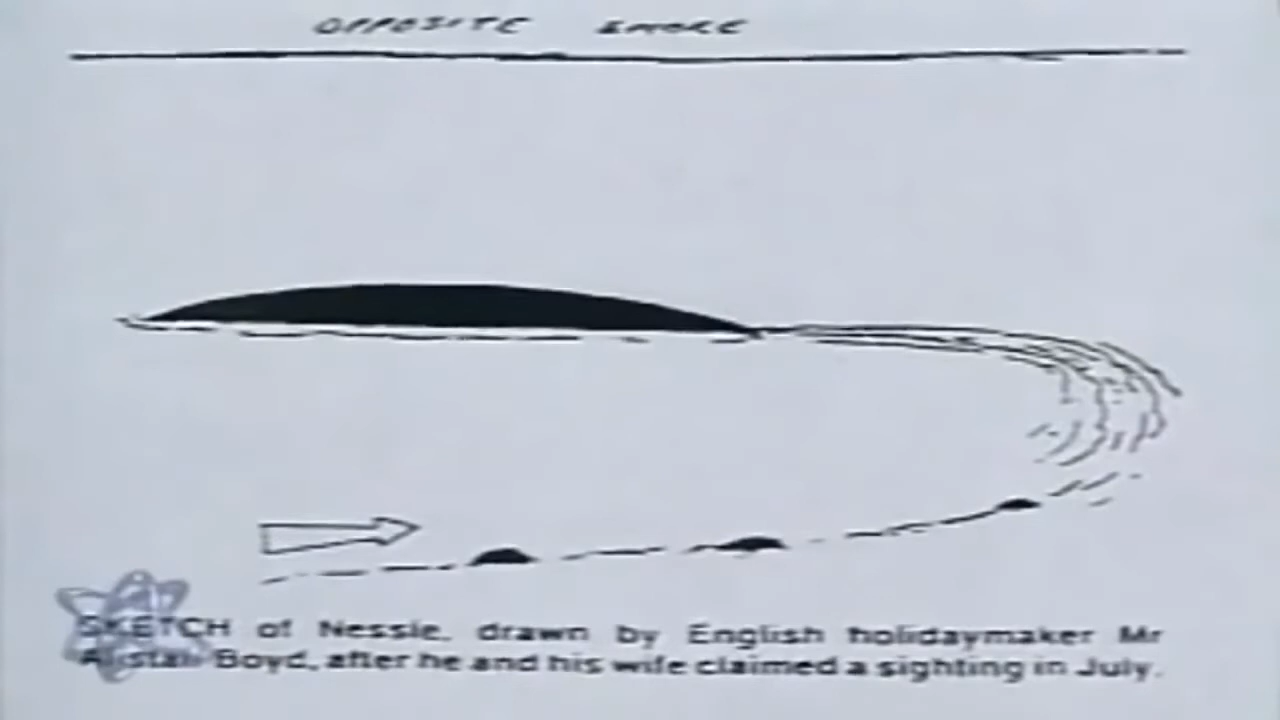 OPPOSITE SHORE
SKETCH of Nessie, drawn by English holidaymaker Mr
Alistair Boyd, after he and his wife claimed a sighting in July.